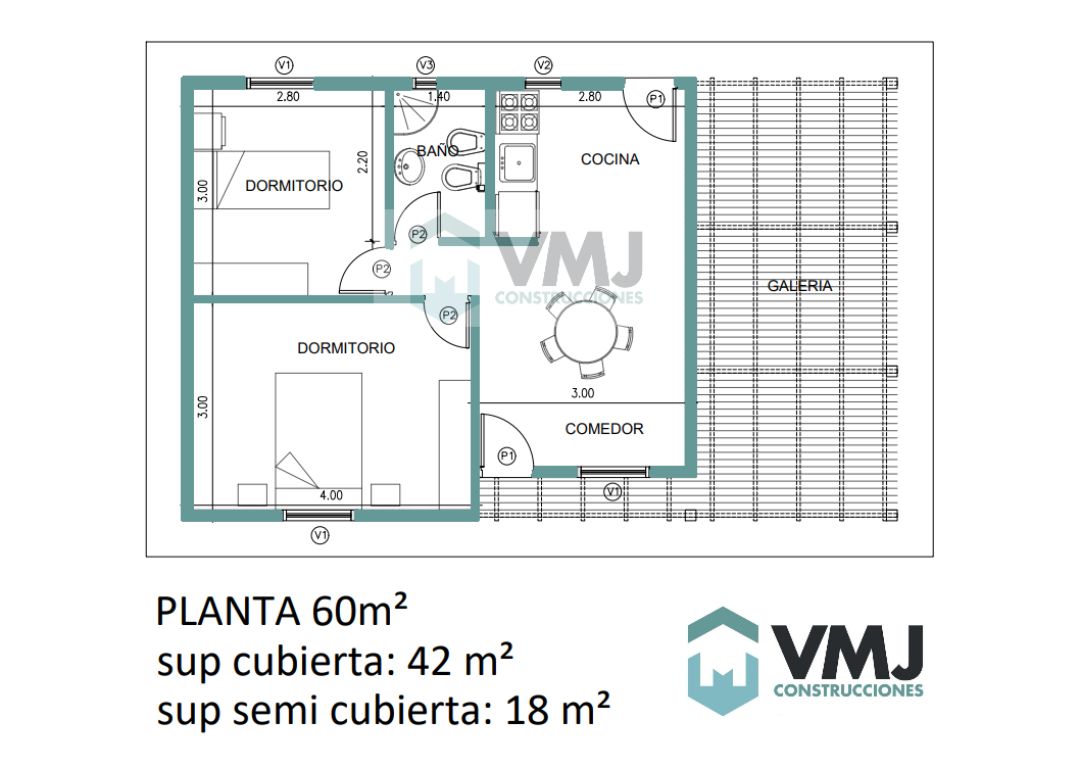 V1
V3
V2
2.80
1.40
2.80
P1
BAÑO
COCINA
2.20
3.00
DORMITORIO
P2
VMJ
CONSTRUCCIONES
P2
GALERIA
P2
DORMITORIO
3.00
3.00
COMEDOR
P1
4.00
V1
V1
PLANTA 60m²
sup cubierta: 42 m²
sup semi cubierta: 18 m²
VMJ
CONSTRUCCIONES